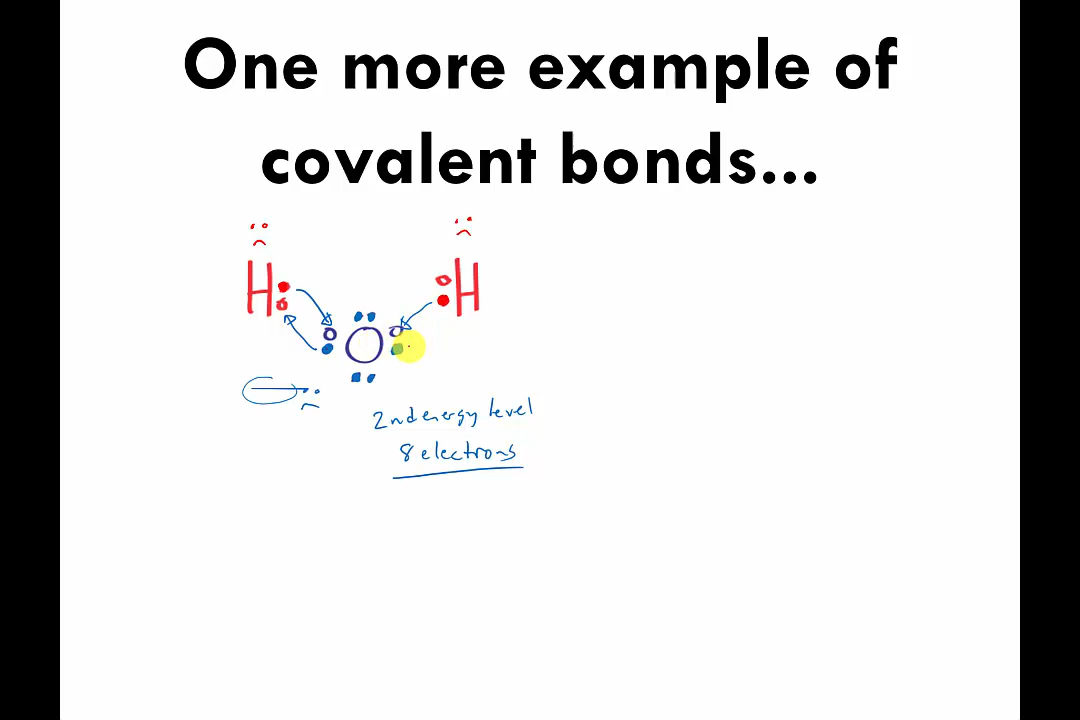 One more example of
covalent bonds...
H
H
O
2nd energy level
8 electrons